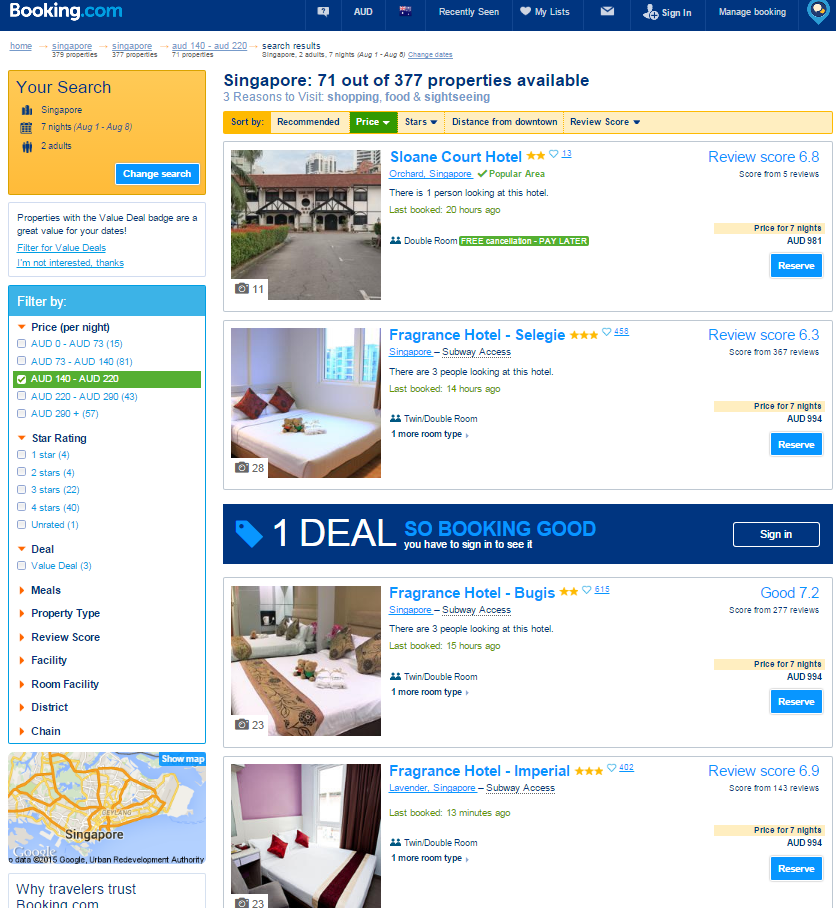 Booking.com
AUD
Recently Seen
My Lists
Sign In
Manage booking
home → singapore → singapore → aud 140 - aud 220 → search results
379 properties 377 properties 71 properties Singapore, 2 adults, 7 nights (Aug 1 - Aug 8) Change dates
Your Search
Singapore
7 nights (Aug 1 - Aug 8)
2 adults
Change search
Properties with the Value Deal badge are a
great value for your dates!
Filter for Value Deals
I'm not interested, thanks
Filter by:
Price (per night)
AUD 0 - AUD 73 (15)
AUD 73 - AUD 140 (81)
AUD 140 - AUD 220
AUD 220 - AUD 290 (43)
AUD 290 + (57)
Star Rating
1 star (4)
2 stars (4)
3 stars (22)
4 stars (40)
Unrated (1)
Deal
Value Deal (3)
Meals
Property Type
Review Score
Facility
Room Facility
District
Chain
Show map
GEYLANG
Singapore
Google
o data ©2015 Google, Urban Redevelopment Authority
Why travelers trust
Booking.com
Singapore: 71 out of 377 properties available
3 Reasons to Visit: shopping, food & sightseeing
Sort by: Recommended Price Stars Distance from downtown Review Score
Sloane Court Hotel 13
Review score 6.8
Orchard, Singapore Popular Area
Score from 5 reviews
There is 1 person looking at this hotel.
Last booked: 20 hours ago
Price for 7 nights
Double Room FREE cancellation - PAY LATER
AUD 981
Reserve
11
Fragrance Hotel - Selegie 458
Review score 6.3
Singapore – Subway Access
Score from 367 reviews
There are 3 people looking at this hotel.
Last booked: 14 hours ago
Price for 7 nights
Twin/Double Room
AUD 994
1 more room type
Reserve
28
1 DEAL SO BOOKING GOOD
you have to sign in to see it
Sign in
Fragrance Hotel - Bugis 615
Good 7.2
Singapore – Subway Access
Score from 277 reviews
There are 3 people looking at this hotel.
Last booked: 15 hours ago
Price for 7 nights
Twin/Double Room
AUD 994
1 more room type
Reserve
23
Fragrance Hotel - Imperial 402
Review score 6.9
Lavender, Singapore – Subway Access
Score from 143 reviews
Last booked: 13 minutes ago
Price for 7 nights
Twin/Double Room
AUD 994
1 more room type
Reserve
23